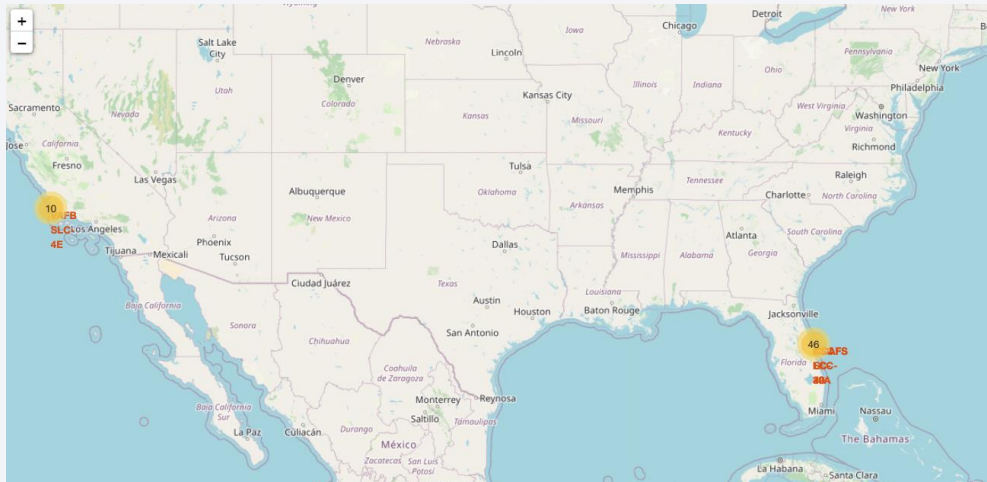 +
−
Wyoming
Detroit
New York
Chicago
Iowa
Salt Lake
City
Nebraska
Lincoln
Pennsylvania
New York
Utah
Denver
Illinois
Indiana
Ohio
Philadelphia
Kansas City
Sacramento
Nevada
Colorado
Kansas
Missouri
West Virginia
Washington
Virginia
Jose
California
Kentucky
Richmond
Fresno
Las Vegas
Tulsa
Raleigh
Albuquerque
Oklahoma
Memphis
Tennessee
Charlotte
North Carolina
10
Arizona
New Mexico
Arkansas
AFB
SLC-
4E
Los Angeles
Phoenix
Tucson
Dallas
Atlanta
South Carolina
Tijuana
Mexicali
Mississippi
Alabama
Georgia
Ciudad Juárez
Texas
Louisiana
Baja California
Austin
Houston
Baton Rouge
Jacksonville
Sonora
San Antonio
Chihuahua
46
AFS
Florida
Coahuila
de Zaragoza
Monterrey
Reynosa
Baja California
Sur
Saltillo
Miami
Nassau
La Paz
Culiacán
Durango
Tamaulipas
The Bahamas
México
Zacatecas
San Luis
Potosí
La Habana
Santa Clara